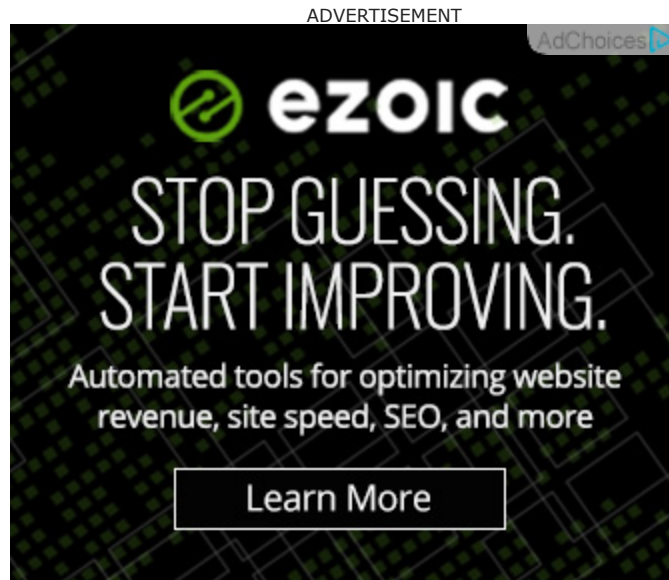 ADVERTISEMENT
AdChoices
ezoic
STOP GUESSING.
START IMPROVING.
Automated tools for optimizing website
revenue, site speed, SEO, and more
Learn More